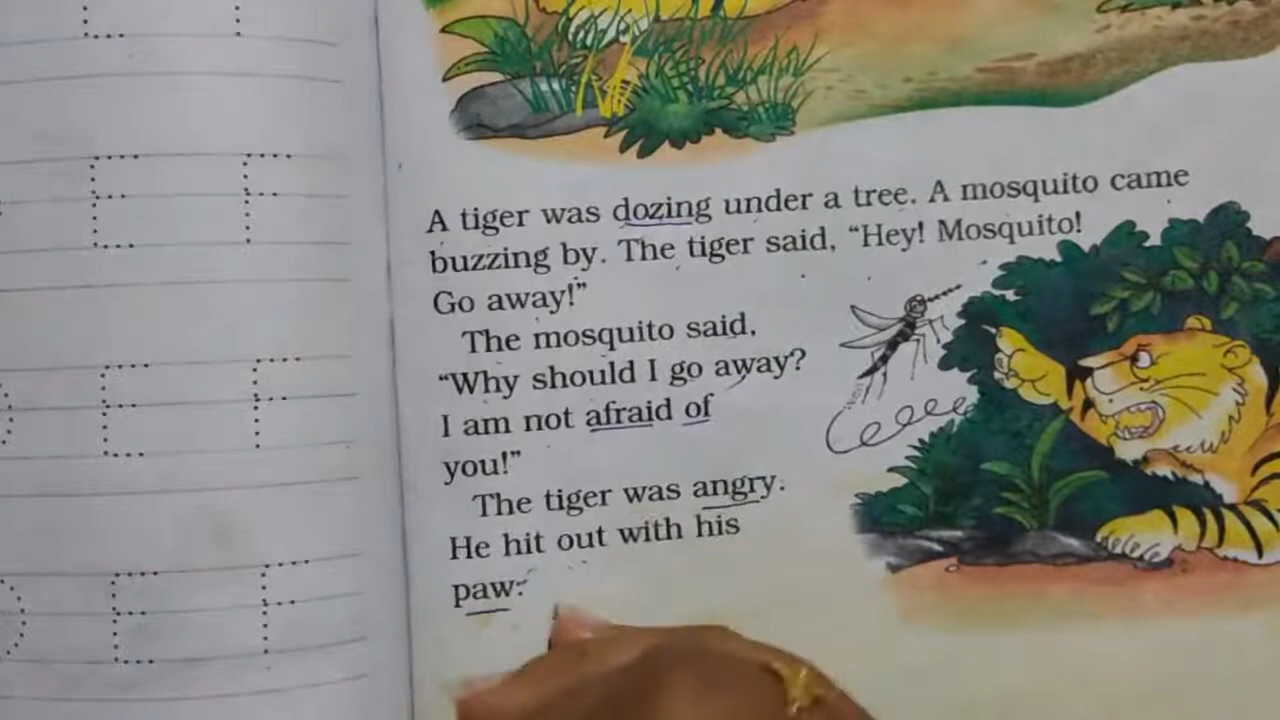 A tiger was dozing under a tree. A mosquito came
buzzing by. The tiger said, “Hey! Mosquito!
Go away!”
The mosquito said,
“Why should I go away?
I am not afraid of
you!”
The tiger was angry.
He hit out with his
paw.
E F
E F
E F